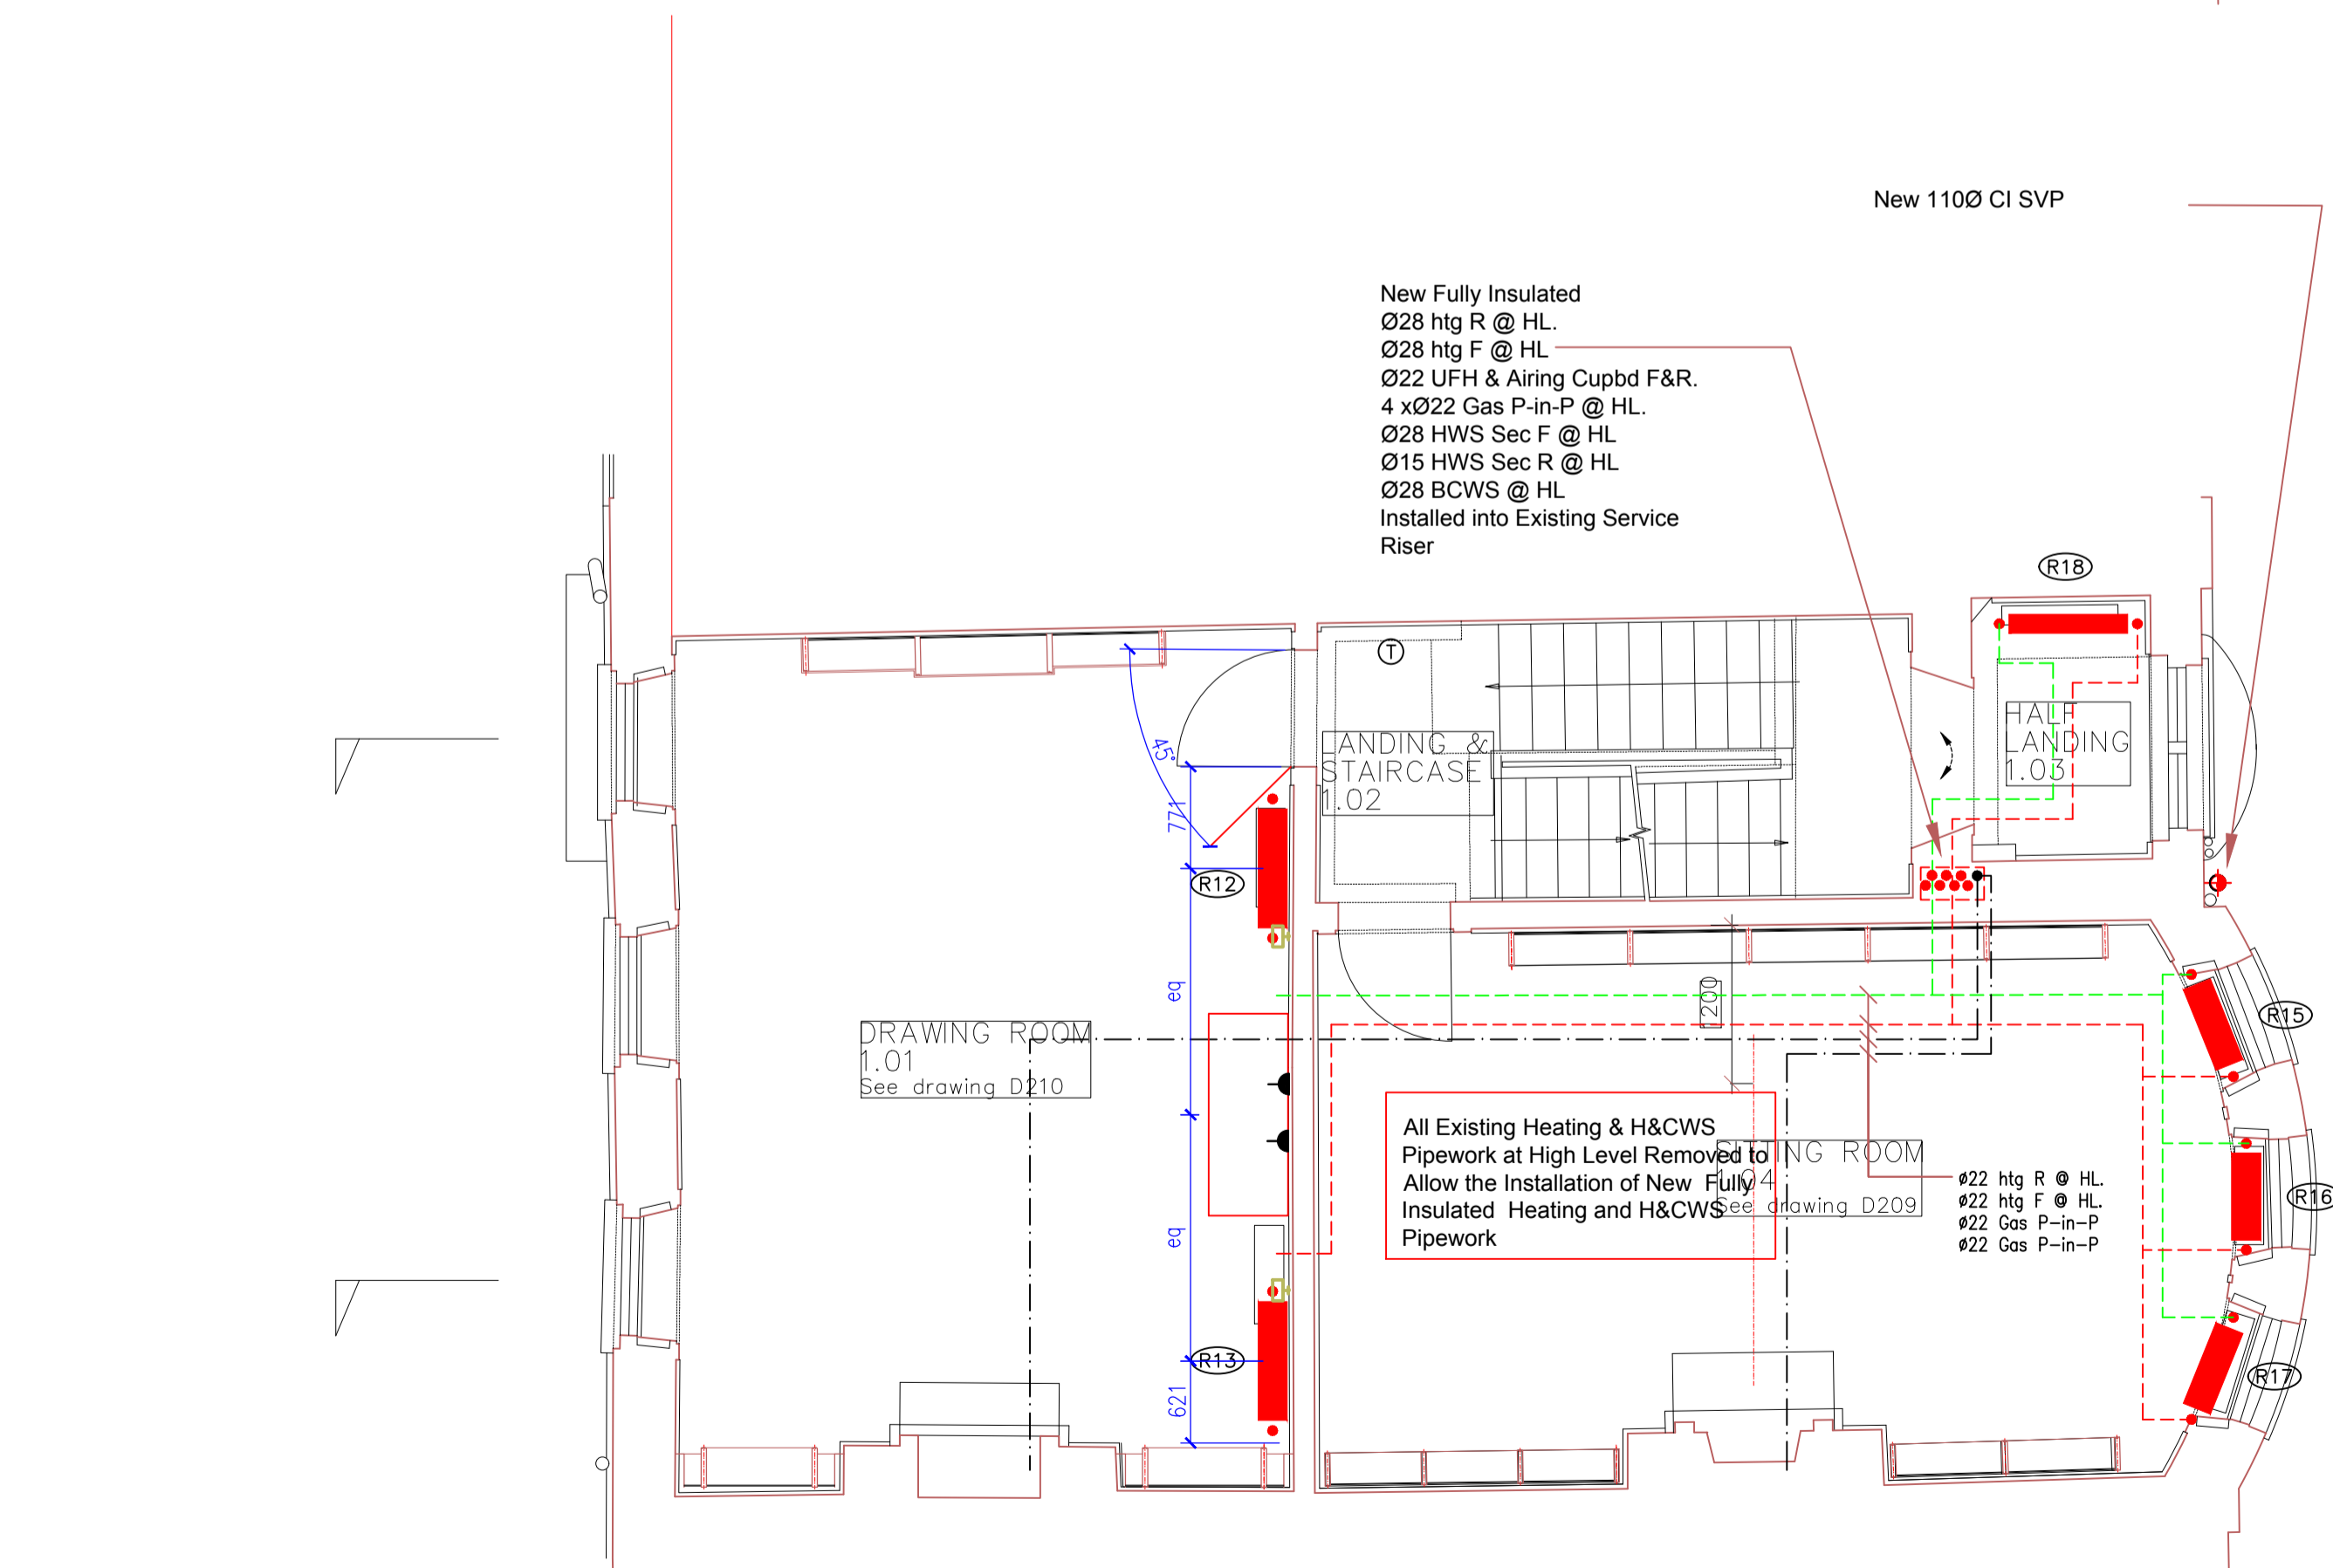 New 110Ø CI SVP
New Fully Insulated
Ø28 htg R @ HL.
Ø28 htg F @ HL
Ø22 UFH & Airing Cupbd F&R.
4 xØ22 Gas P-in-P @ HL.
Ø28 HWS Sec F @ HL
Ø15 HWS Sec R @ HL
Ø28 BCWS @ HL
Installed into Existing Service
Riser
R18
T
45°
HALF
LANDING
1.03
LANDING &
STAIRCASE
1.02
771
R12
eq
1200
R15
DRAWING ROOM
1.01
See drawing D210
All Existing Heating & H&CWS
Pipework at High Level Removed to
Allow the Installation of New Fully
Insulated Heating and H&CWS
Pipework
SITTING ROOM
1.04
See drawing D209
ø22 htg R @ HL.
ø22 htg F @ HL.
ø22 Gas P-in-P
ø22 Gas P-in-P
R16
eq
R13
R17
621